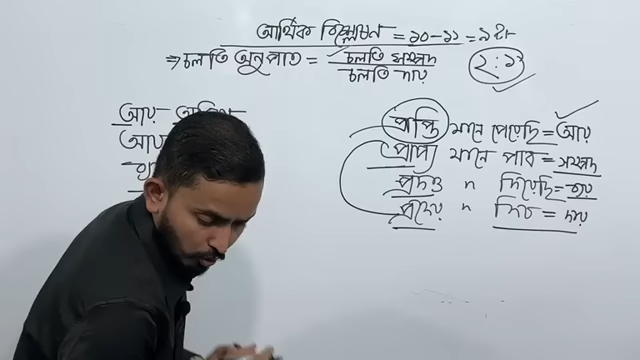 আর্থিক বিশ্লেষণ = ১০-১১ =
⇒ চলতি অনুপাত = চলতি সম্পদ
চলতি দায়
২:১
আয়
প্রাপ্তি মানে পেয়েছি = আয়
প্রাপ্য মানে পাব = সম্পদ
প্রদত্ত " দিয়েছি = ব্যয়
প্রদেয় " দিব = দায়